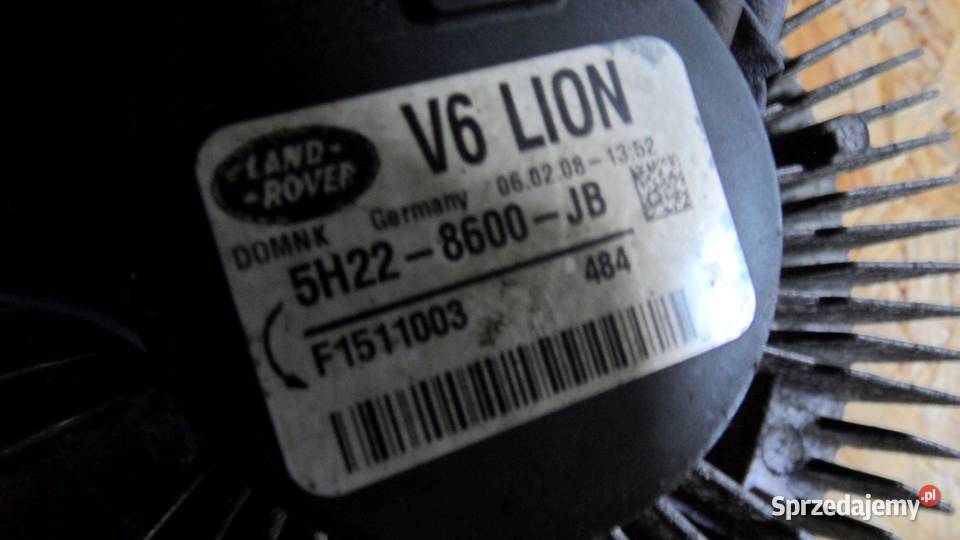 V6 LION
LAND-
-ROVER
Germany 06.02.08-13:52
DOMNK
5H22-8600-JB
F1511003 484
Sprzedajemy.pl